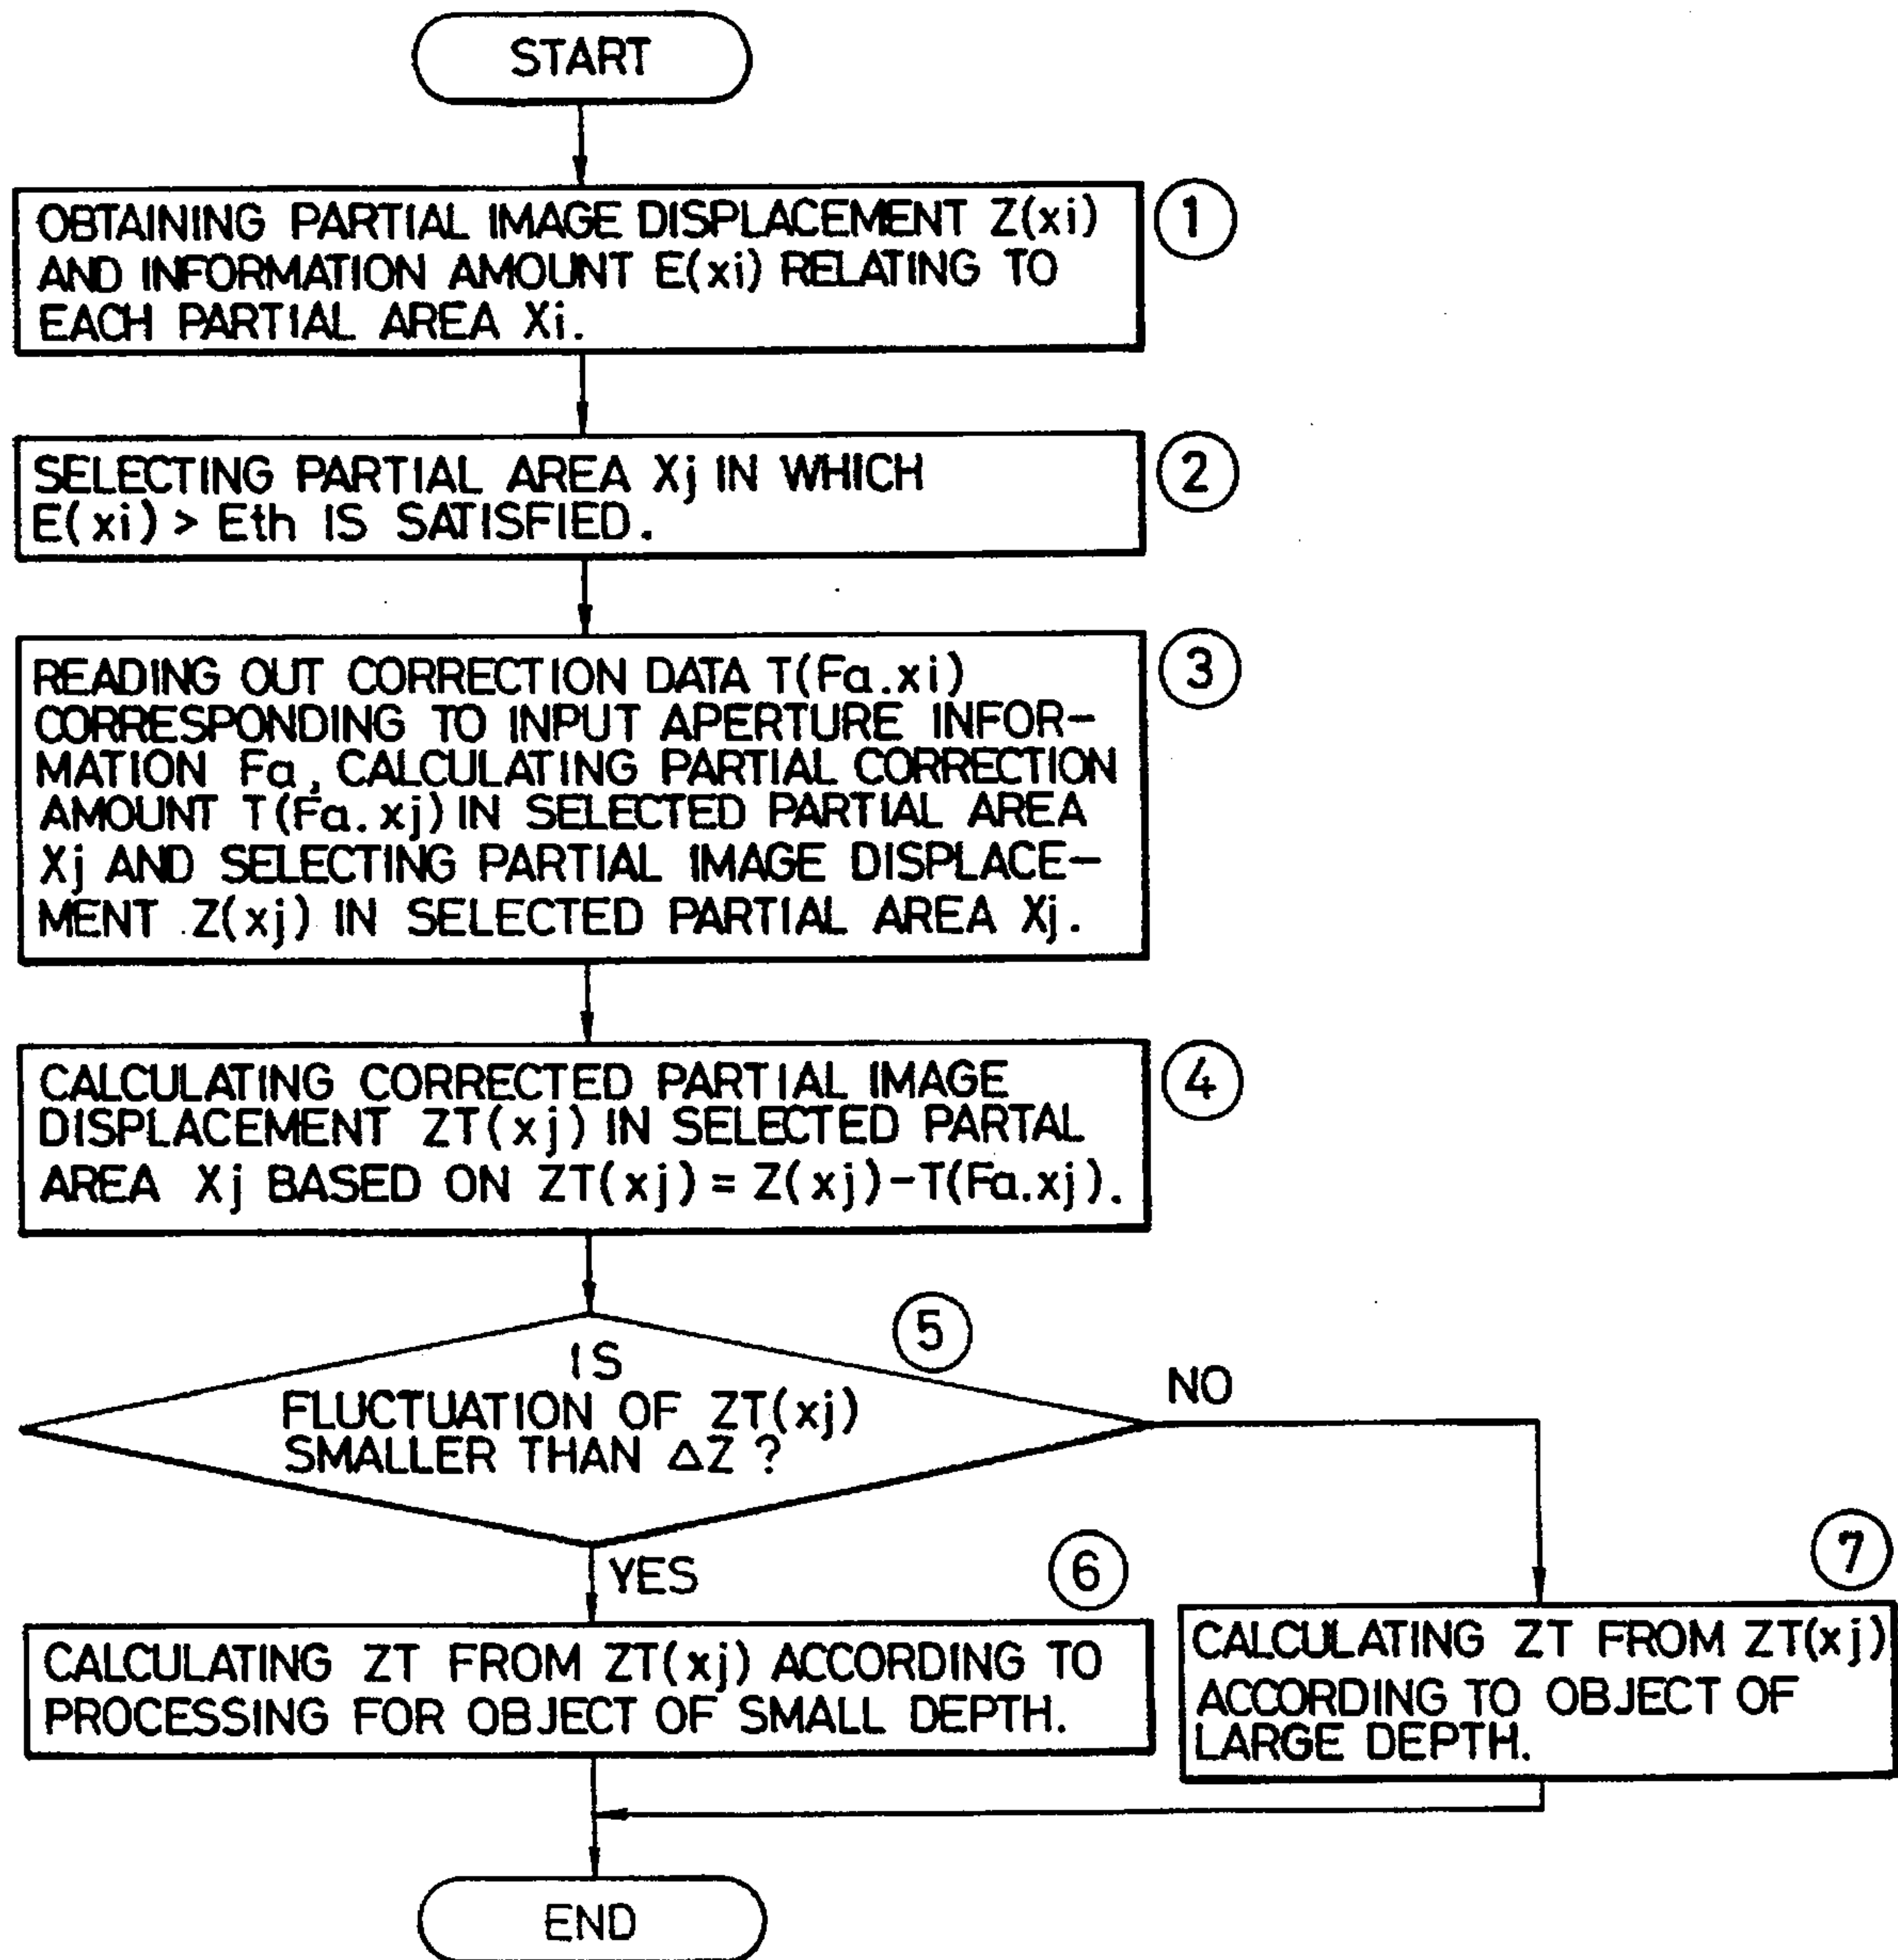 START
OBTAINING PARTIAL IMAGE DISPLACEMENT Z(xi)
AND INFORMATION AMOUNT E(xi) RELATING TO
EACH PARTIAL AREA Xi.
1
SELECTING PARTIAL AREA Xj IN WHICH
E(xi) > Eth IS SATISFIED.
2
READING OUT CORRECTION DATA T(Fa.xi)
CORRESPONDING TO INPUT APERTURE INFOR-
MATION Fa, CALCULATING PARTIAL CORRECTION
AMOUNT T(Fa.xj) IN SELECTED PARTIAL AREA
Xj AND SELECTING PARTIAL IMAGE DISPLACE-
MENT Z(xj) IN SELECTED PARTIAL AREA Xj.
3
CALCULATING CORRECTED PARTIAL IMAGE
DISPLACEMENT ZT(xj) IN SELECTED PARTAL
AREA Xj BASED ON ZT(xj) = Z(xj)-T(Fa.xj).
4
5
IS
FLUCTUATION OF ZT(xj)
SMALLER THAN ΔZ ?
NO
YES
6
CALCULATING ZT FROM ZT(xj) ACCORDING TO
PROCESSING FOR OBJECT OF SMALL DEPTH.
7
CALCULATING ZT FROM ZT(xj)
ACCORDING TO OBJECT OF
LARGE DEPTH.
END